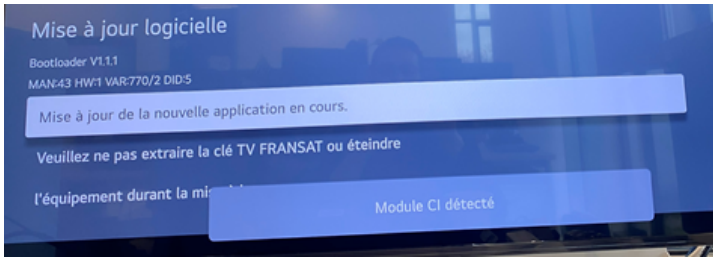 Mise à jour logicielle
Bootloader V1.1.1
MAN:43 HW:1 VAR:770/2 DID:5
Mise à jour de la nouvelle application en cours.
Veuillez ne pas extraire la clé TV FRANSAT ou éteindre
l'équipement durant la
Module CI détecté